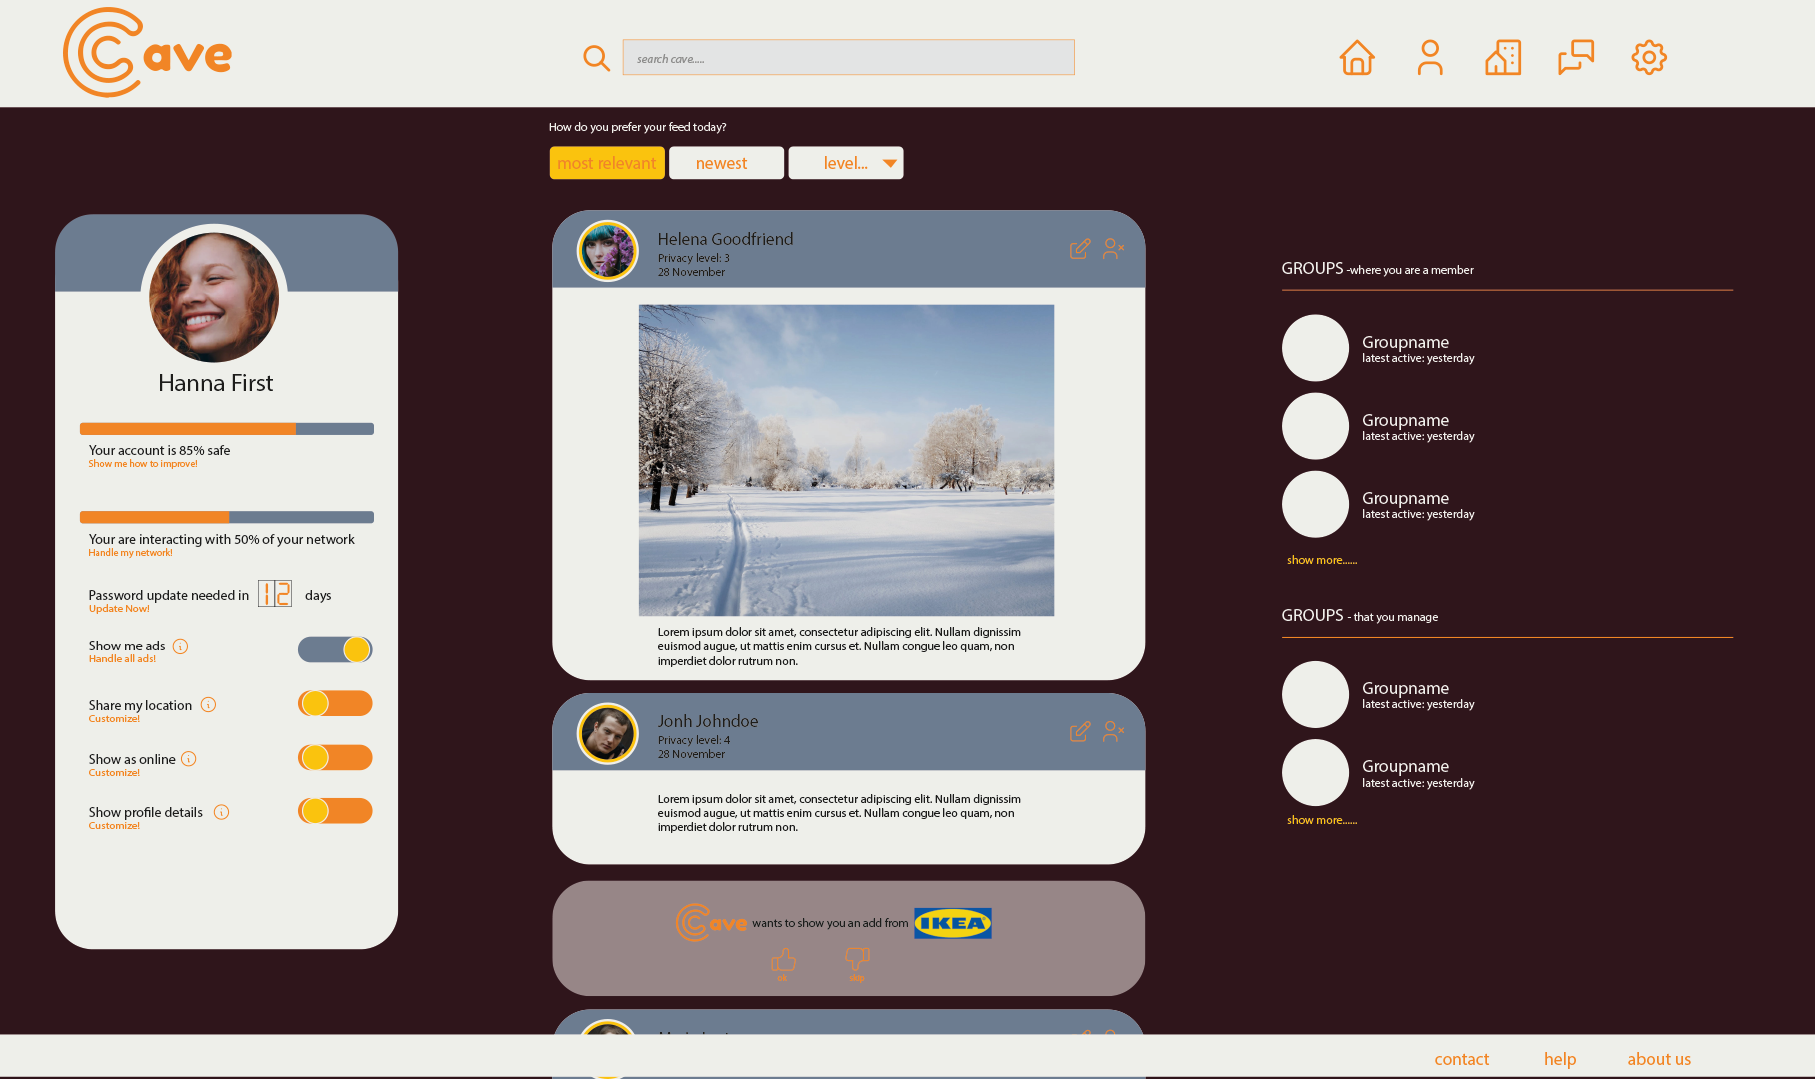 Cave
search cave.....
How do you prefer your feed today?
most relevant
newest
level...
Hanna First
Your account is 85% safe
Show me how to improve!
Your are interacting with 50% of your network
Handle my network!
Password update needed in 12 days
Update Now!
Show me ads
Handle all ads!
Share my location
Customize!
Show as online
Customize!
Show profile details
Customize!
Helena Goodfriend
Privacy level: 3
28 November
Lorem ipsum dolor sit amet, consectetur adipiscing elit. Nullam dignissim
euismod augue, ut mattis enim cursus et. Nullam congue leo quam, non
imperdiet dolor rutrum non.
Jonh Johndoe
Privacy level: 4
28 November
Lorem ipsum dolor sit amet, consectetur adipiscing elit. Nullam dignissim
euismod augue, ut mattis enim cursus et. Nullam congue leo quam, non
imperdiet dolor rutrum non.
Cave wants to show you an add from IKEA
ok
GROUPS -where you are a member
Groupname
latest active: yesterday
Groupname
latest active: yesterday
Groupname
latest active: yesterday
show more......
GROUPS - that you manage
Groupname
latest active: yesterday
Groupname
latest active: yesterday
show more......
contact
help
about us